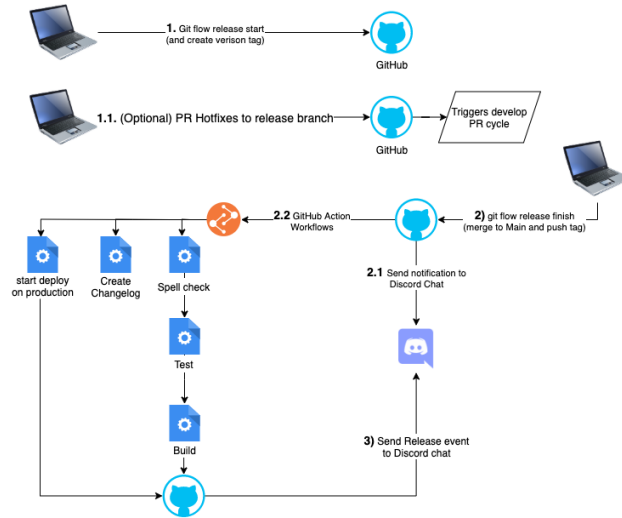 1. Git flow release start
(and create verison tag)
GitHub
1.1. (Optional) PR Hotfixes to release branch
GitHub
Triggers develop
PR cycle
2) git flow release finish
(merge to Main and push tag)
2.2 GitHub Action
Workflows
2.1 Send notification to
Discord Chat
start deploy
on production
Create
Changelog
Spell check
Test
Build
3) Send Release event
to Discord chat